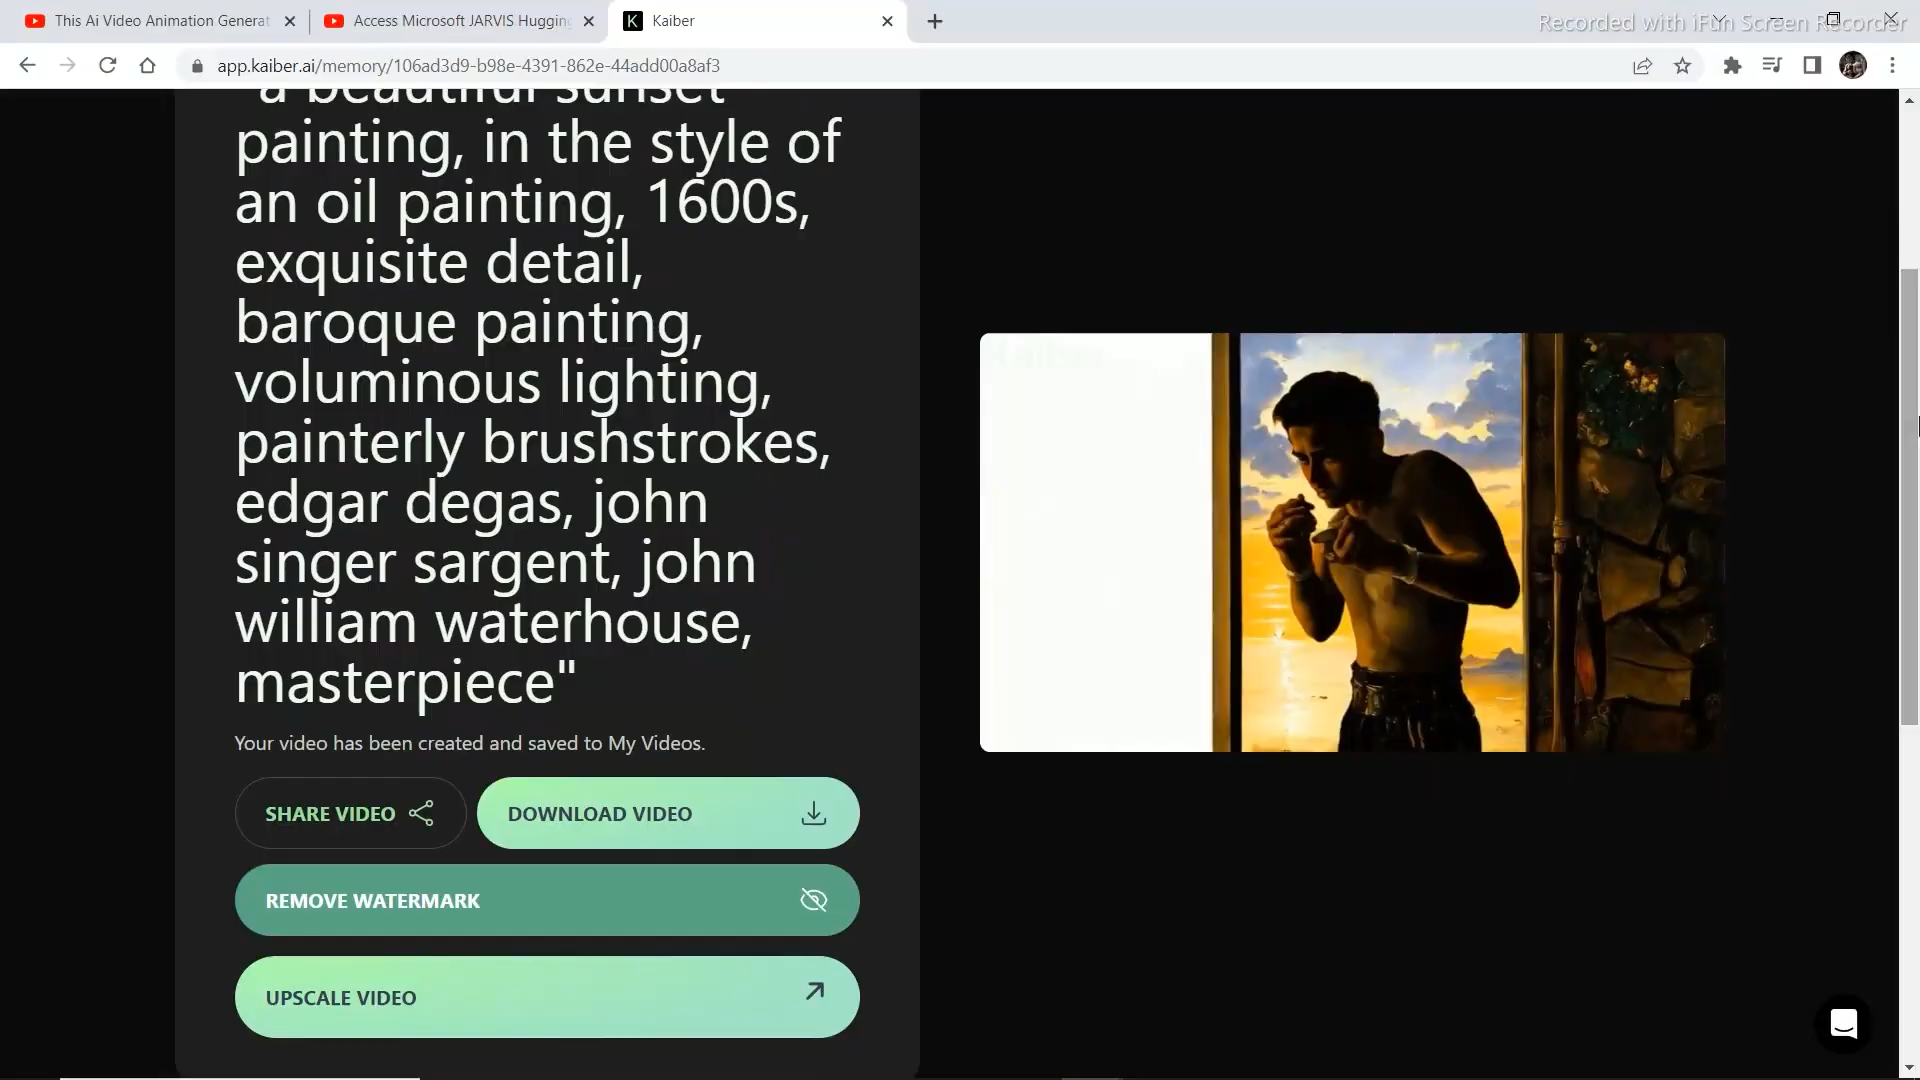 This Ai Video Animation Generat
Access Microsoft JARVIS Hugging
Kaiber
Recorded with iFun Screen Recorder
app.kaiber.ai/memory/106ad3d9-b98e-4391-862e-44add00a8af3
"a beautiful sunset
painting, in the style of
an oil painting, 1600s,
exquisite detail,
baroque painting,
voluminous lighting,
painterly brushstrokes,
edgar degas, john
singer sargent, john
william waterhouse,
masterpiece"
Your video has been created and saved to My Videos.
SHARE VIDEO
DOWNLOAD VIDEO
REMOVE WATERMARK
UPSCALE VIDEO